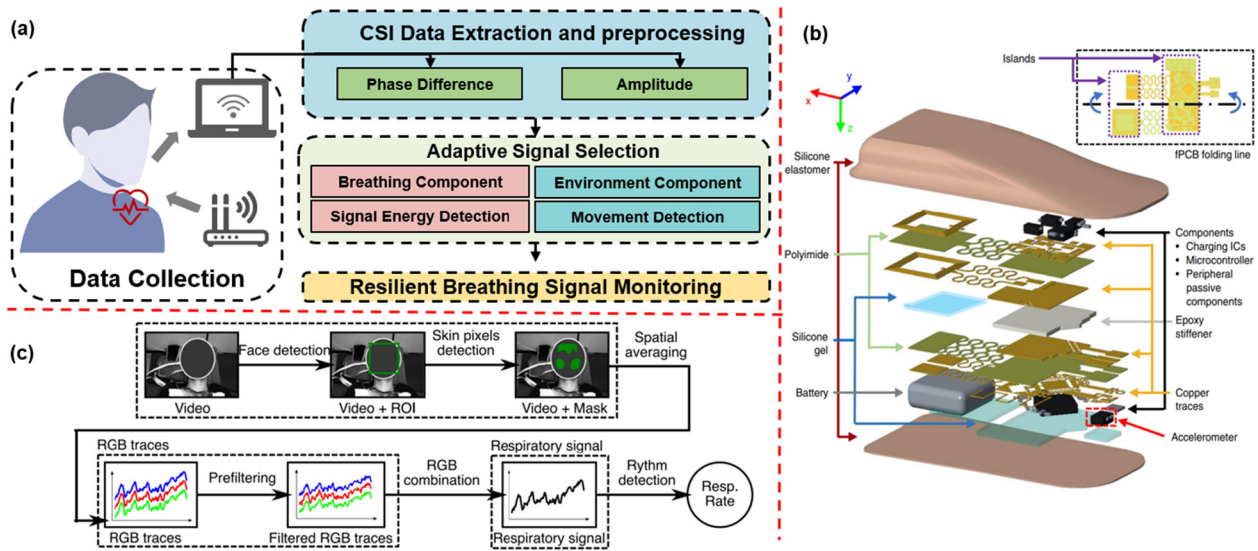 (a)
CSI Data Extraction and preprocessing
Phase Difference
Amplitude
Adaptive Signal Selection
Breathing Component
Environment Component
Signal Energy Detection
Movement Detection
Data Collection
Resilient Breathing Signal Monitoring
(b)
Islands
x
y
z
fPCB folding line
Silicone
elastomer
Components
• Charging ICs
• Microcontroller
• Peripheral
passive
components
Polyimide
Epoxy
stiffener
Silicone
gel
Battery
Copper
traces
Accelerometer
(c)
Face detection
Skin pixels
detection
Spatial
averaging
Video
Video + ROI
Video + Mask
RGB traces
Prefiltering
RGB
combination
Respiratory signal
Rythm
detection
Resp.
Rate
RGB traces
Filtered RGB traces
Respiratory signal